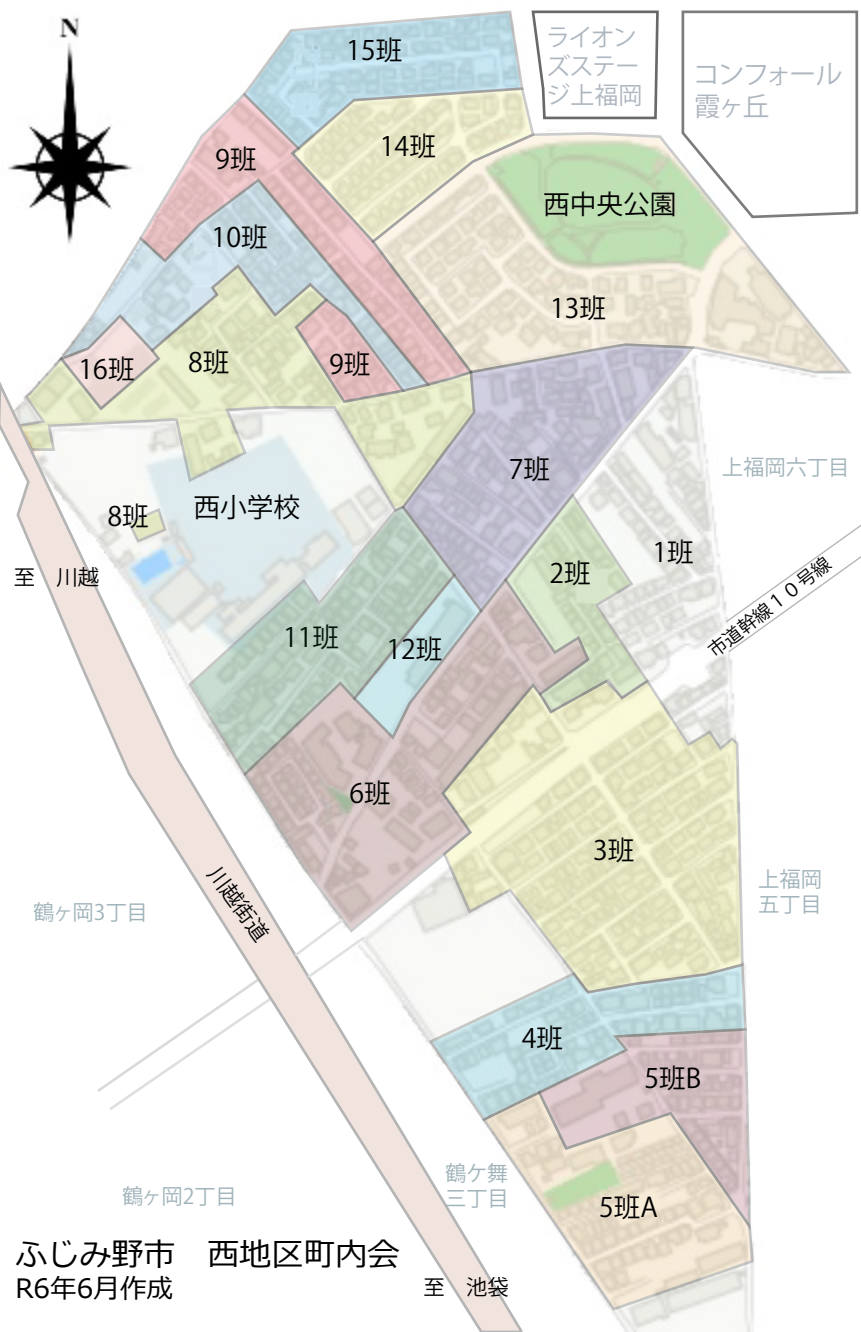 N
15班
ライオン
ズステー
ジ上福岡
コンフォール
霞ヶ丘
14班
9班
西中央公園
10班
13班
16班
8班
9班
7班
上福岡六丁目
8班
西小学校
2班
1班
至　川越
市道幹線１０号線
11班
12班
6班
3班
上福岡
五丁目
川越街道
鶴ヶ岡3丁目
4班
5班B
鶴ケ舞
三丁目
鶴ヶ岡2丁目
5班A
ふじみ野市　西地区町内会
R6年6月作成
至　池袋